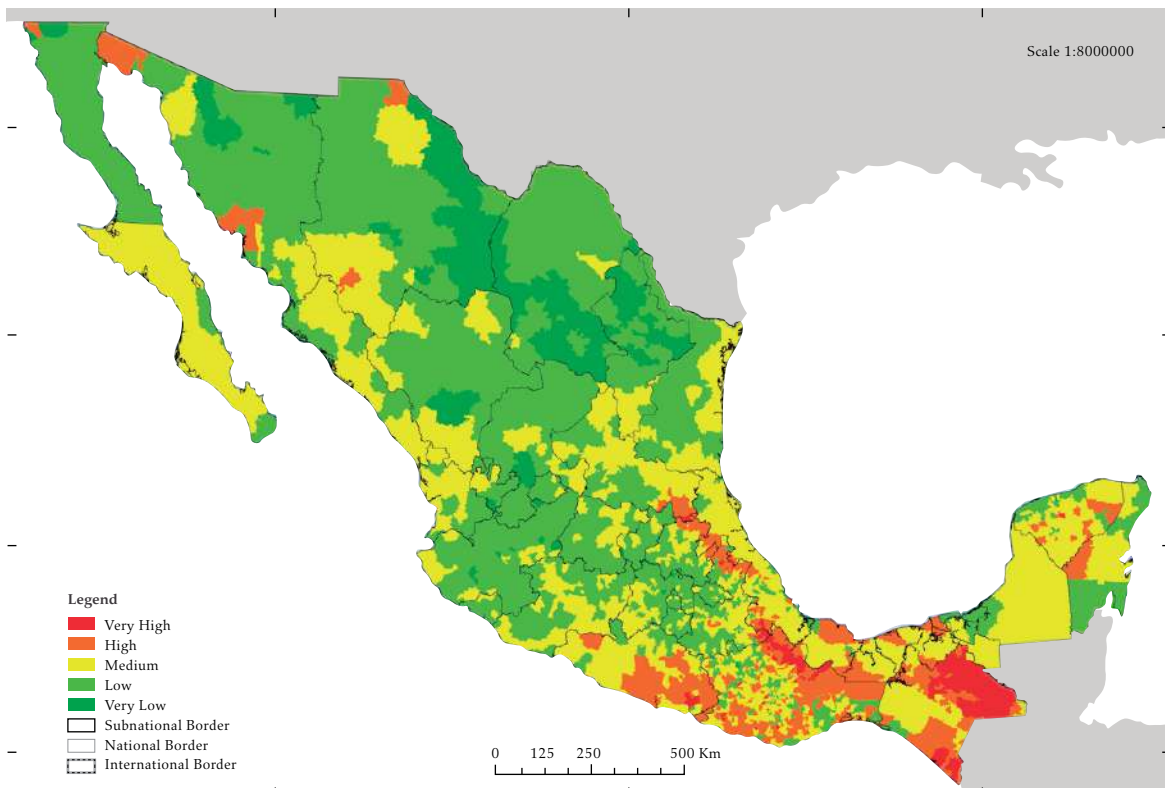 Scale 1:8000000
Legend
Very High
High
Medium
Low
Very Low
Subnational Border
National Border
International Border
0 125 250 500 Km